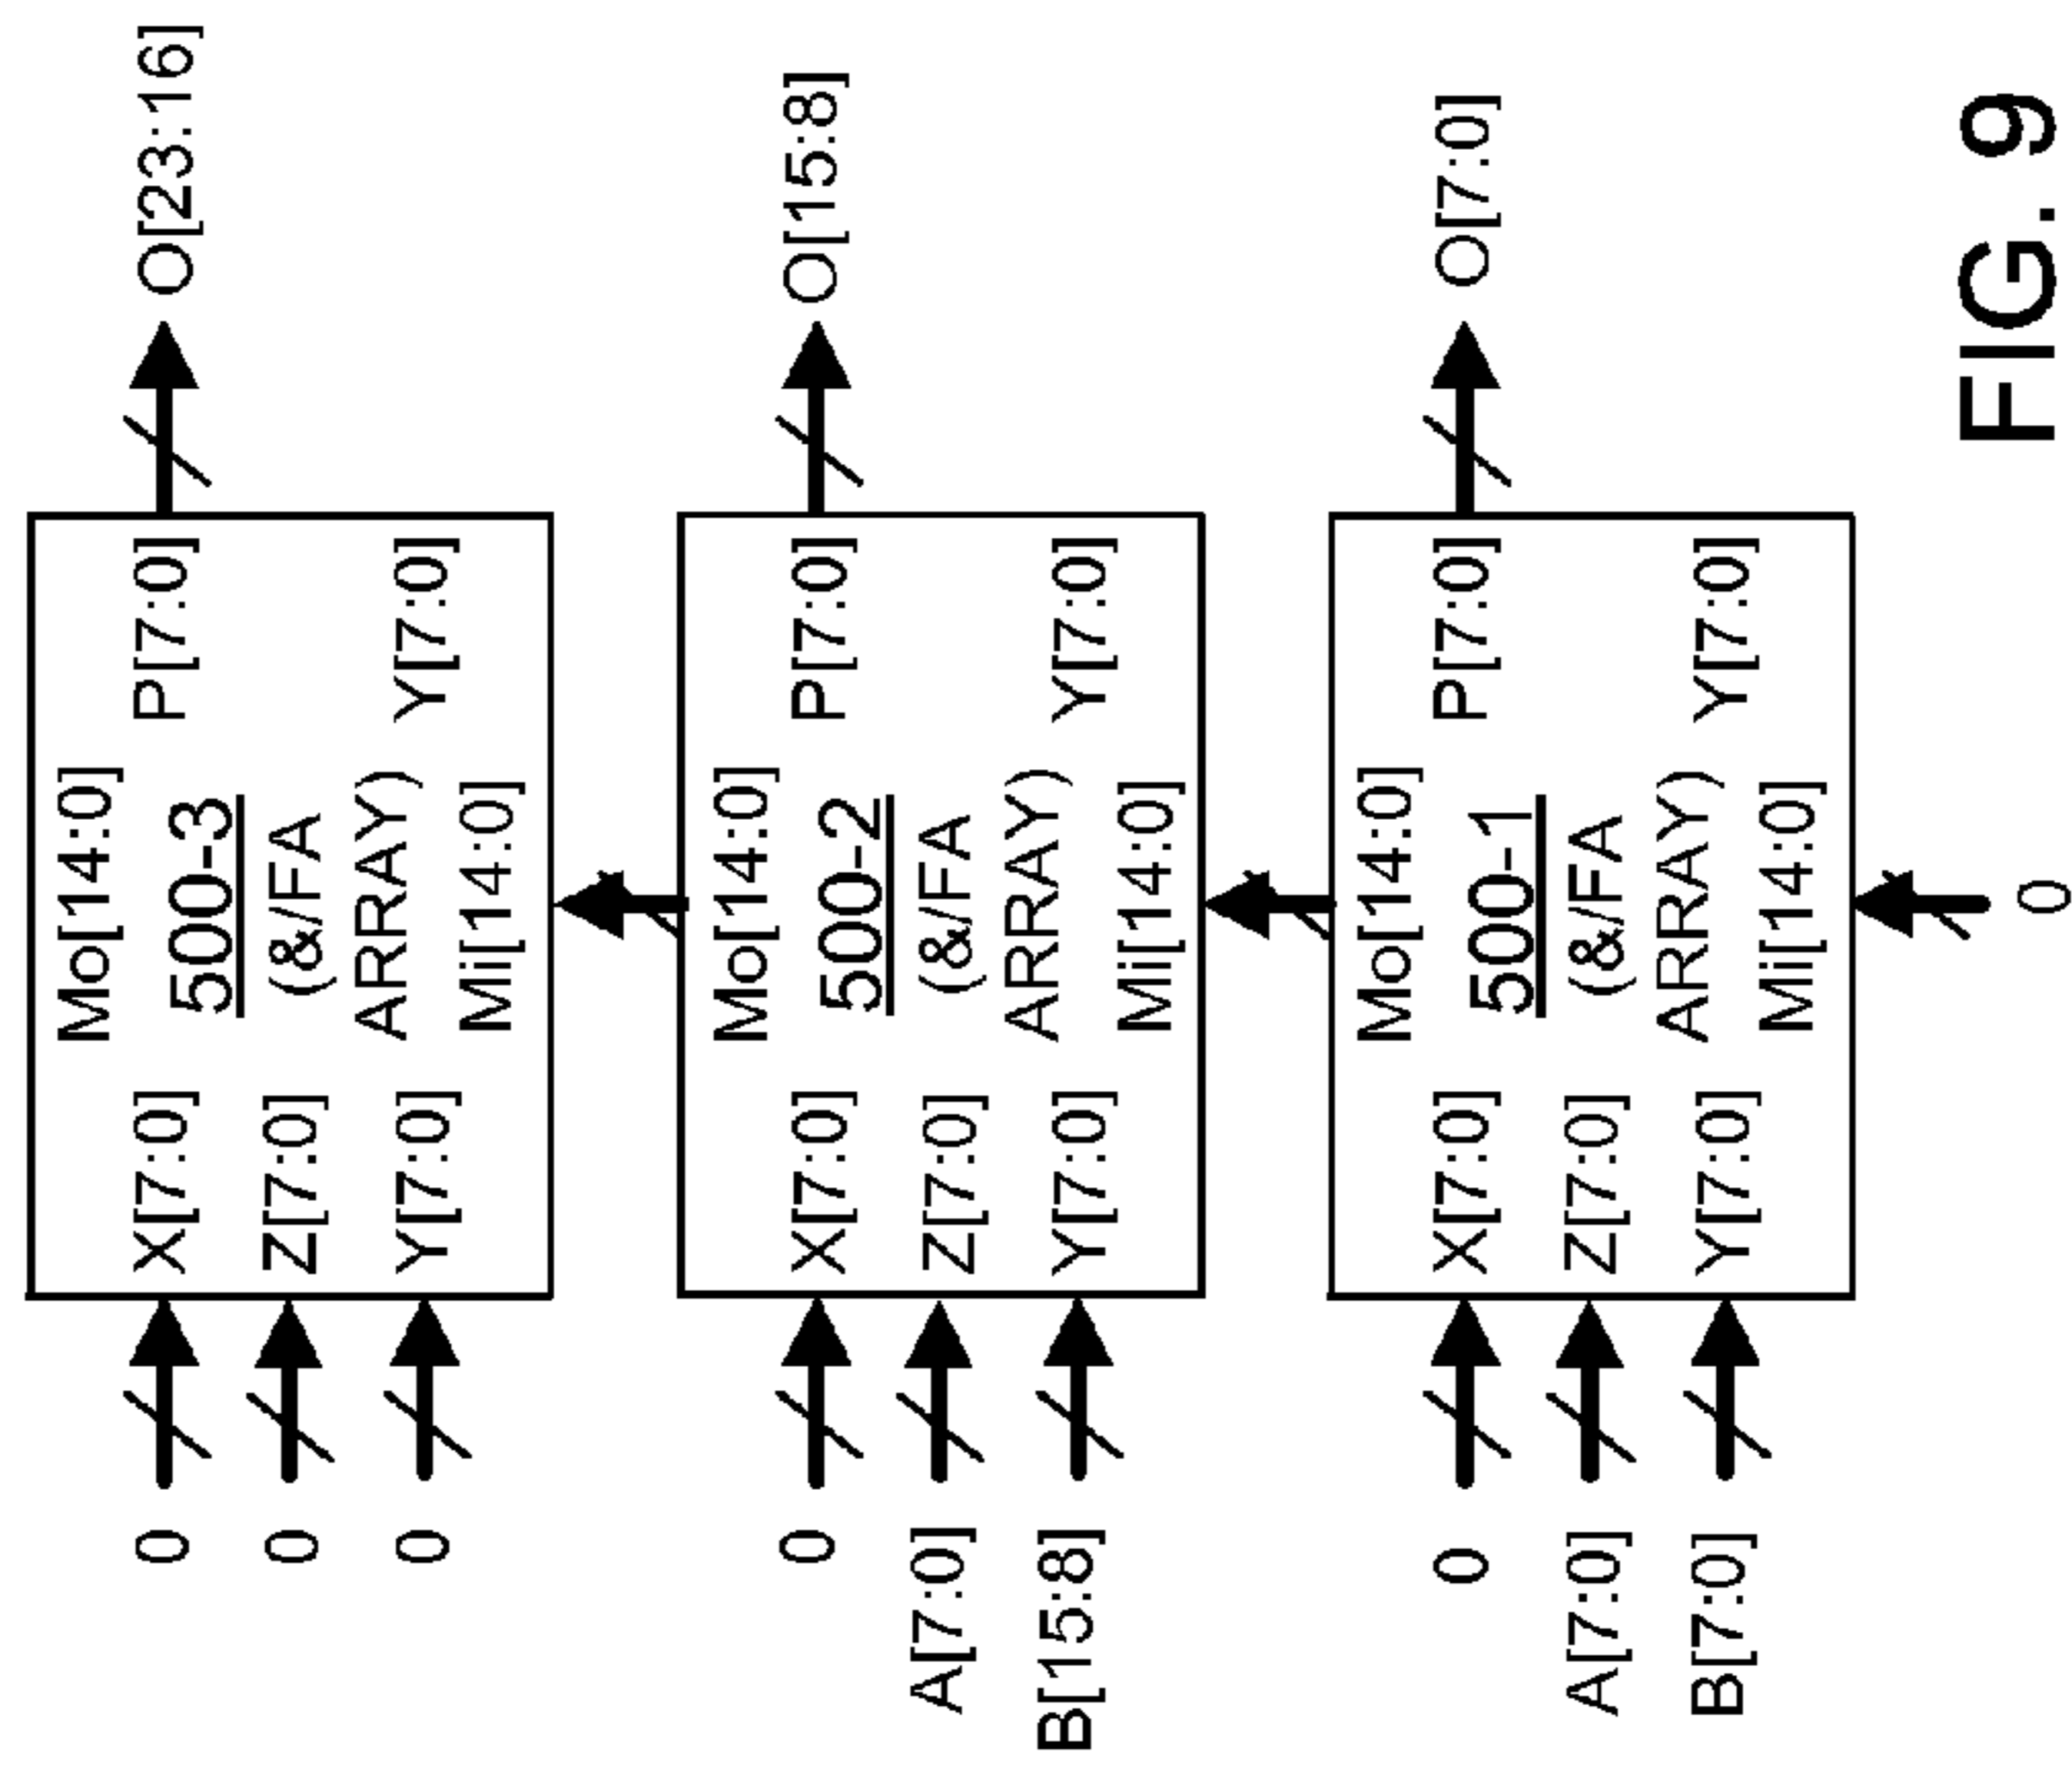 Mo[14:0]
0
X[7:0]
P[7:0]
O[23:16]
500-3
0
Z[7:0]
(&/FA
ARRAY)
0
Y[7:0]
Y[7:0]
Mi[14:0]
Mo[14:0]
0
X[7:0]
P[7:0]
O[15:8]
500-2
A[7:0]
Z[7:0]
(&/FA
ARRAY)
B[15:8]
Y[7:0]
Y[7:0]
Mi[14:0]
Mo[14:0]
0
X[7:0]
P[7:0]
O[7:0]
500-1
A[7:0]
Z[7:0]
(&/FA
ARRAY)
B[7:0]
Y[7:0]
Y[7:0]
Mi[14:0]
0
FIG. 9